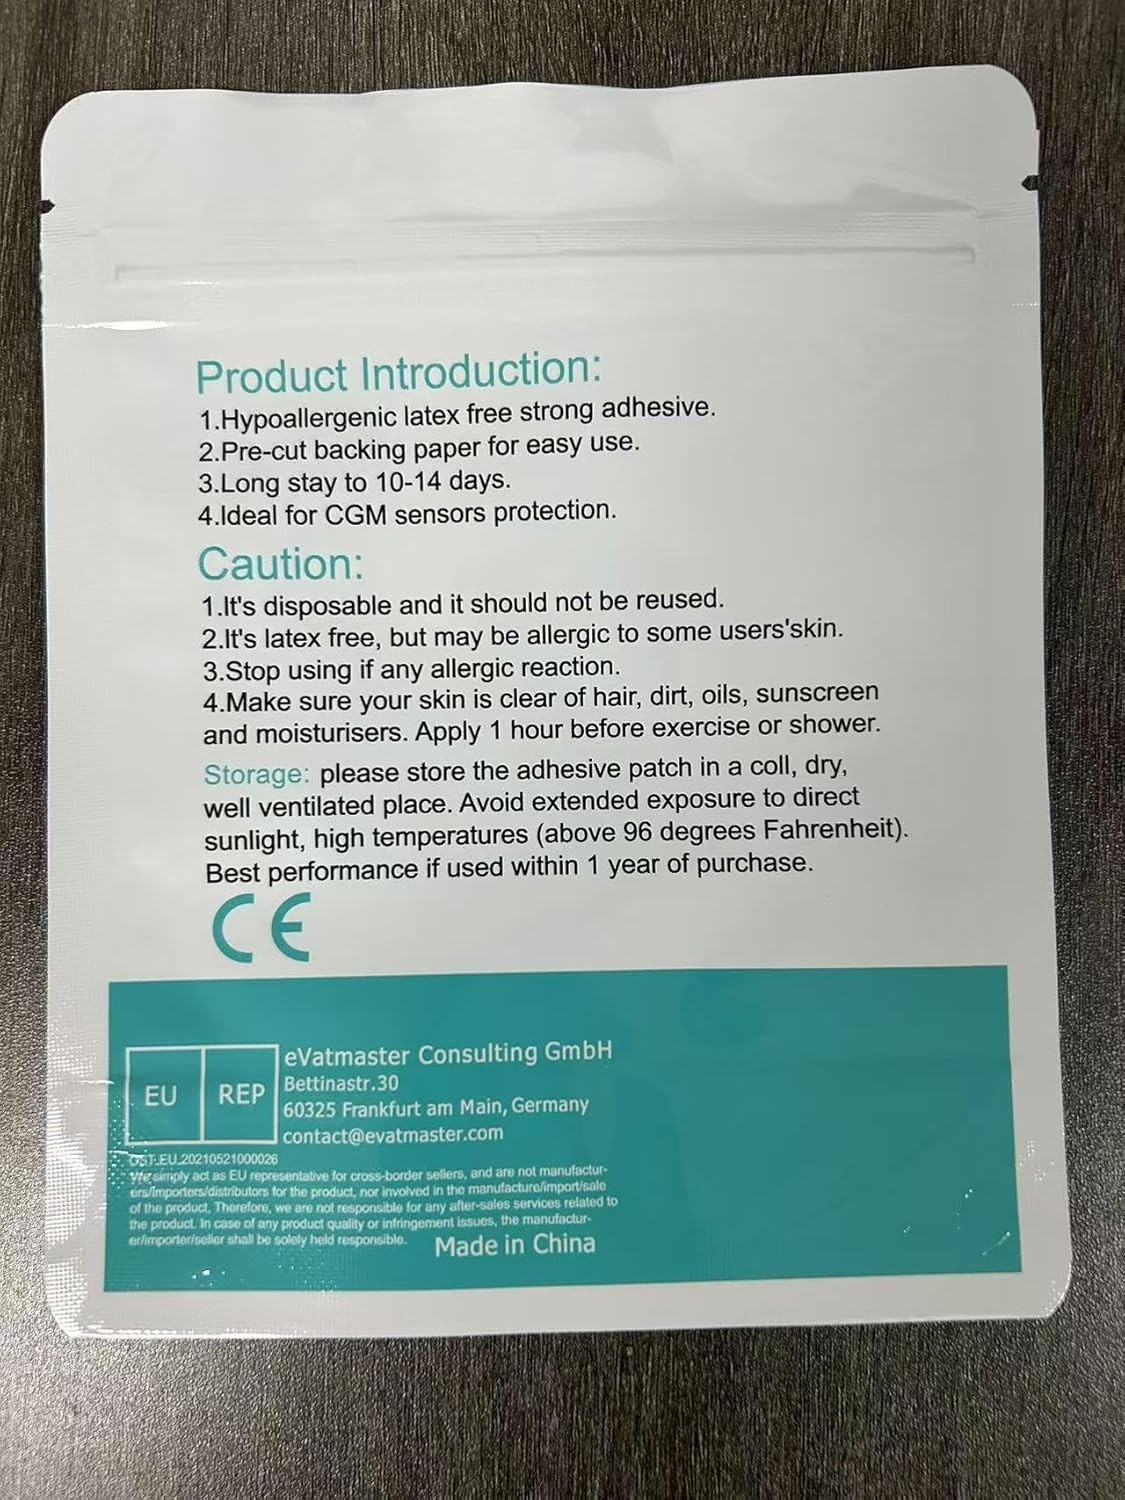 Product Introduction:
1.Hypoallergenic latex free strong adhesive.
2.Pre-cut backing paper for easy use.
3.Long stay to 10-14 days.
4.Ideal for CGM sensors protection.
Caution:
1.It's disposable and it should not be reused.
2.It's latex free, but may be allergic to some users'skin.
3.Stop using if any allergic reaction.
4.Make sure your skin is clear of hair, dirt, oils, sunscreen
and moisturisers. Apply 1 hour before exercise or shower.
Storage: please store the adhesive patch in a coll, dry,
well ventilated place. Avoid extended exposure to direct
sunlight, high temperatures (above 96 degrees Fahrenheit).
Best performance if used within 1 year of purchase.
CE
EU REP
eVatmaster Consulting GmbH
Bettinastr.30
60325 Frankfurt am Main, Germany
contact@evatmaster.com
GST.EU.20210521000026
We simply act as EU representative for cross-border sellers, and are not manufactur-
ers/importers/distributors for the product, nor involved in the manufacture/import/sale
of the product. Therefore, we are not responsible for any after-sales services related to
the product. In case of any product quality or infringement issues, the manufactur-
er/importer/seller shall be solely held responsible.
Made in China